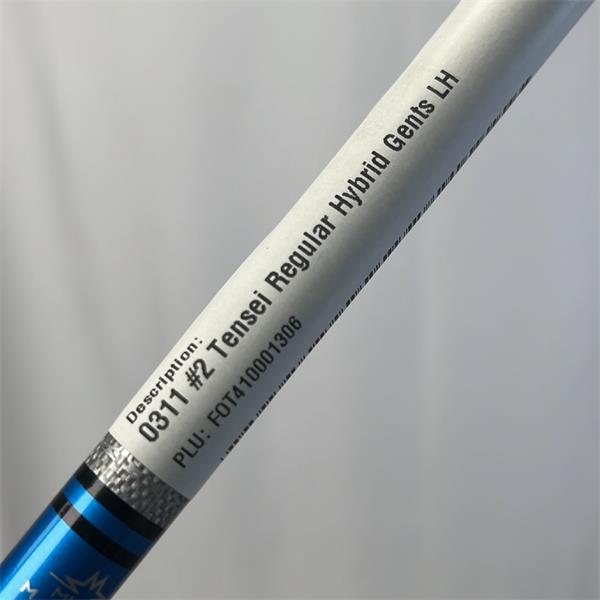 Description:
0311 #2 Tensei Regular Hybrid Gents LH
PLU: FOT410001306